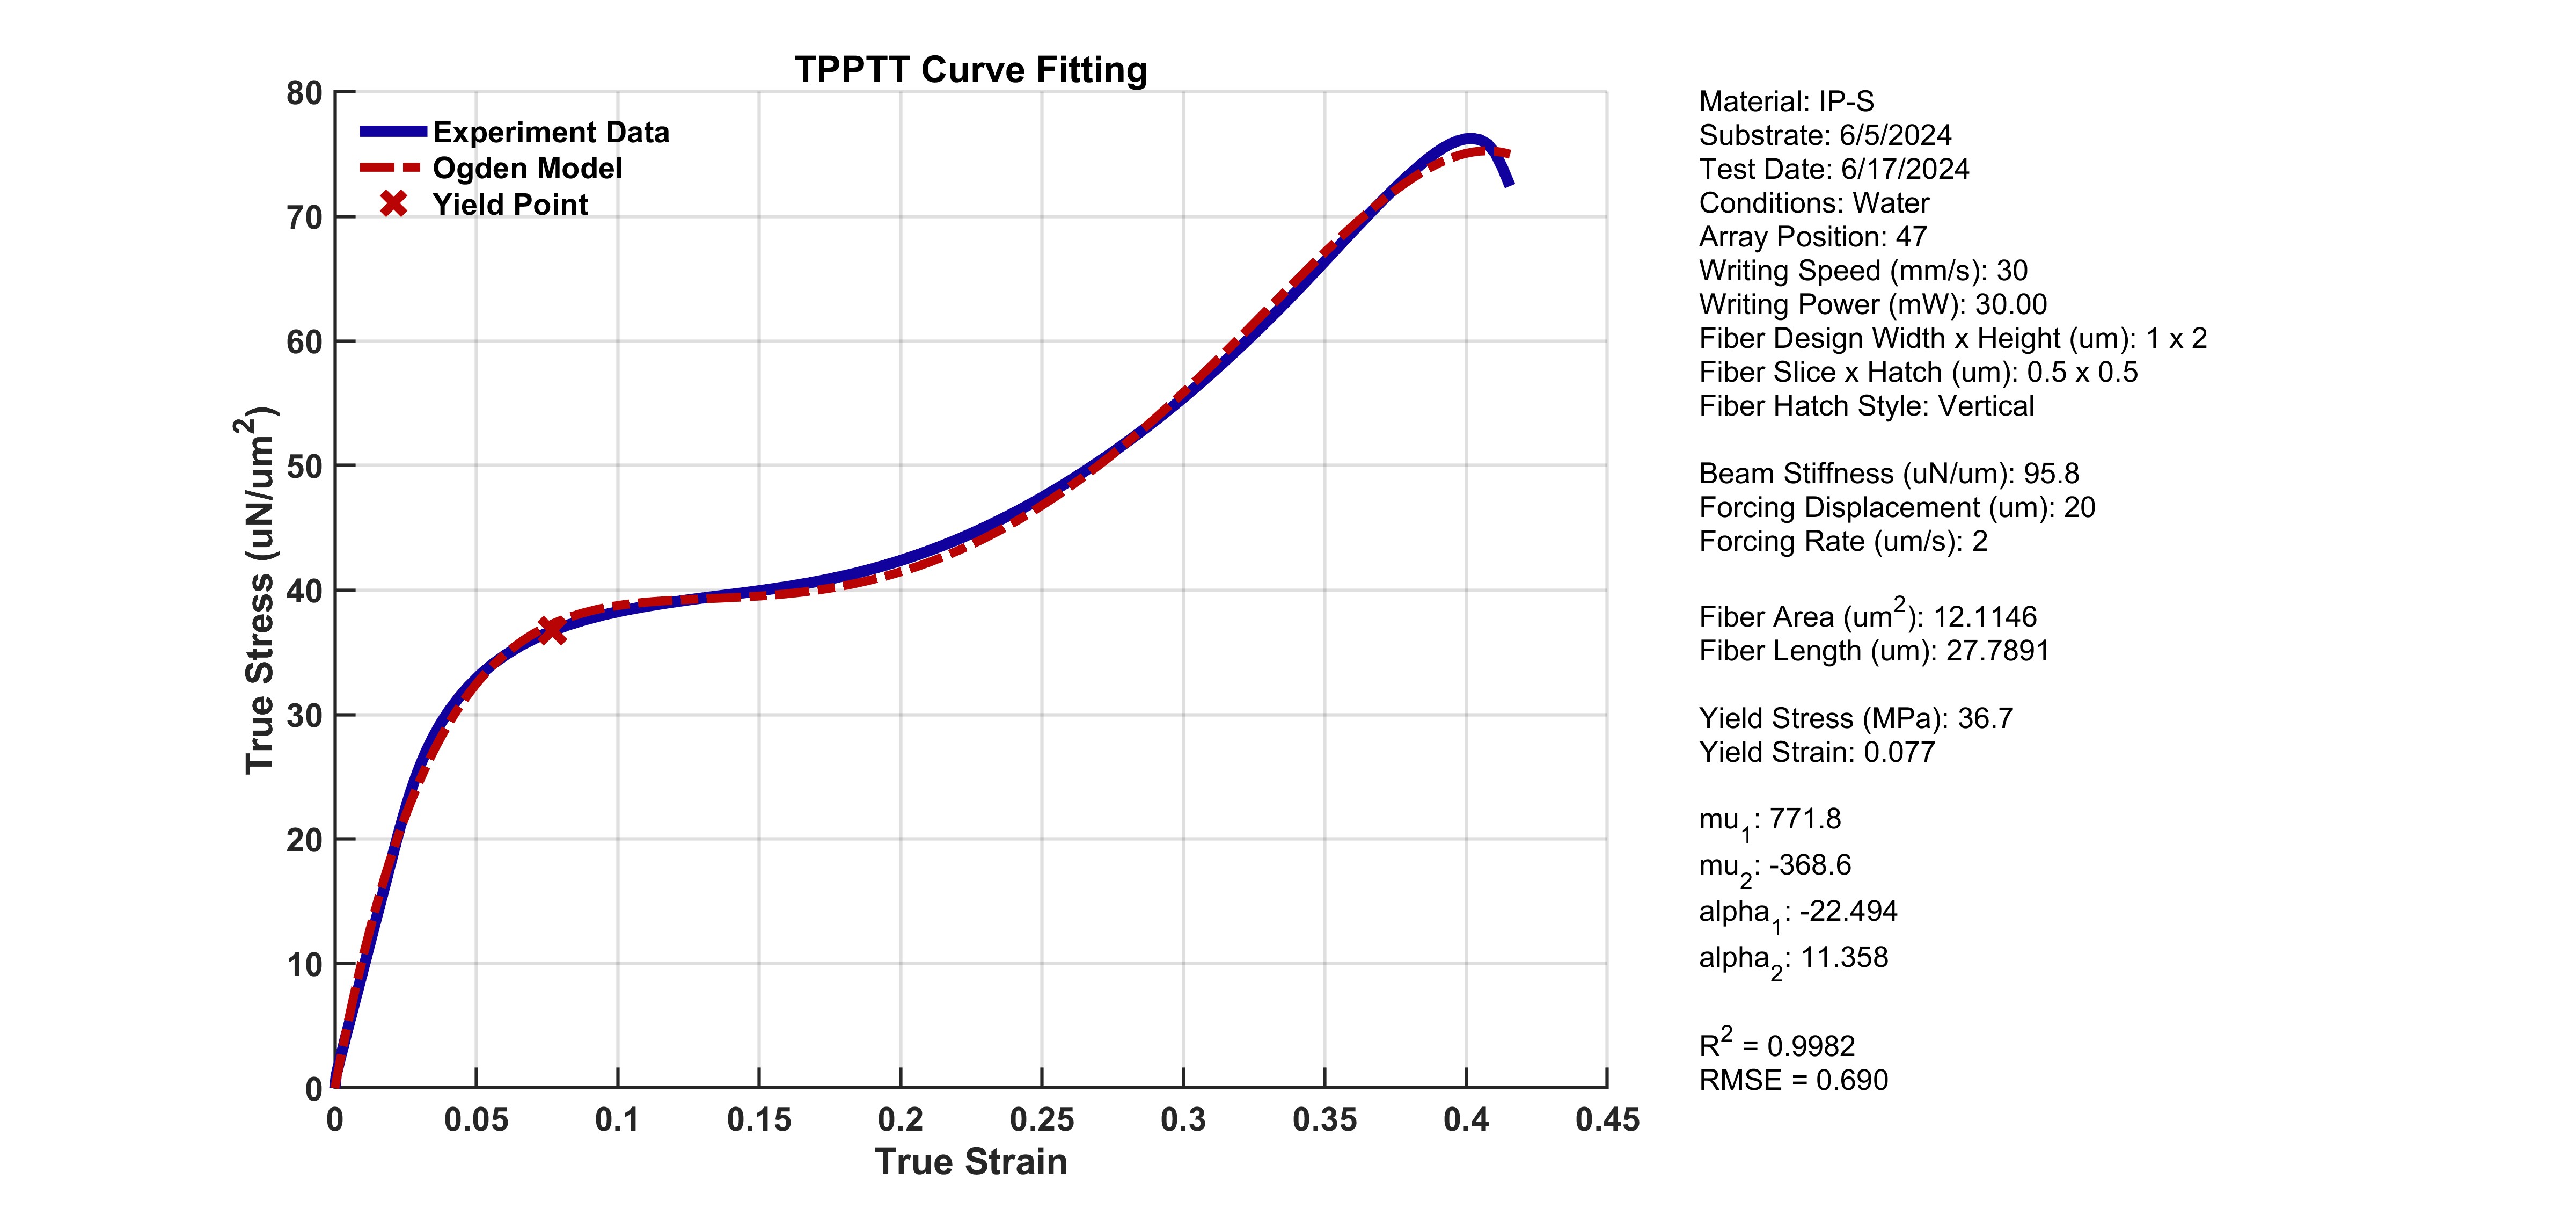 TPPTT Curve Fitting
80
70
60
50
40
30
20
10
0
True Stress (uN/um²)
Experiment Data
Ogden Model
Yield Point
0 0.05 0.1 0.15 0.2 0.25 0.3 0.35 0.4 0.45
True Strain
Material: IP-S
Substrate: 6/5/2024
Test Date: 6/17/2024
Conditions: Water
Array Position: 47
Writing Speed (mm/s): 30
Writing Power (mW): 30.00
Fiber Design Width x Height (um): 1 x 2
Fiber Slice x Hatch (um): 0.5 x 0.5
Fiber Hatch Style: Vertical
Beam Stiffness (uN/um): 95.8
Forcing Displacement (um): 20
Forcing Rate (um/s): 2
Fiber Area (um²): 12.1146
Fiber Length (um): 27.7891
Yield Stress (MPa): 36.7
Yield Strain: 0.077
mu₁: 771.8
mu₂: -368.6
alpha₁: -22.494
alpha₂: 11.358
R² = 0.9982
RMSE = 0.690